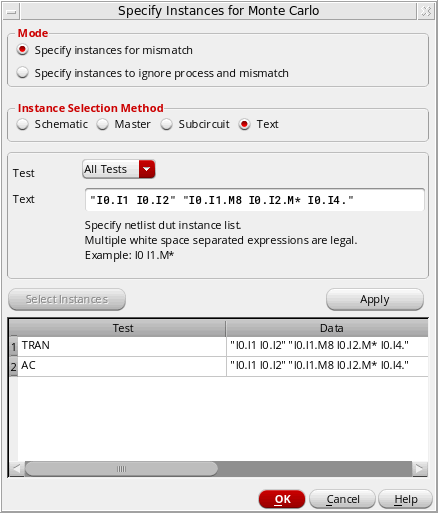 Specify Instances for Monte Carlo
Mode
Specify instances for mismatch
Specify instances to ignore process and mismatch
Instance Selection Method
Schematic Master Subcircuit Text
Test All Tests
Text "I0.I1 I0.I2" "I0.I1.M8 I0.I2.M* I0.I4."
Specify netlist dut instance list.
Multiple white space separated expressions are legal.
Example: I0 I1.M*
Select Instances Apply
Test Data
1 TRAN "I0.I1 I0.I2" "I0.I1.M8 I0.I2.M* I0.I4."
2 AC "I0.I1 I0.I2" "I0.I1.M8 I0.I2.M* I0.I4."
OK Cancel Help